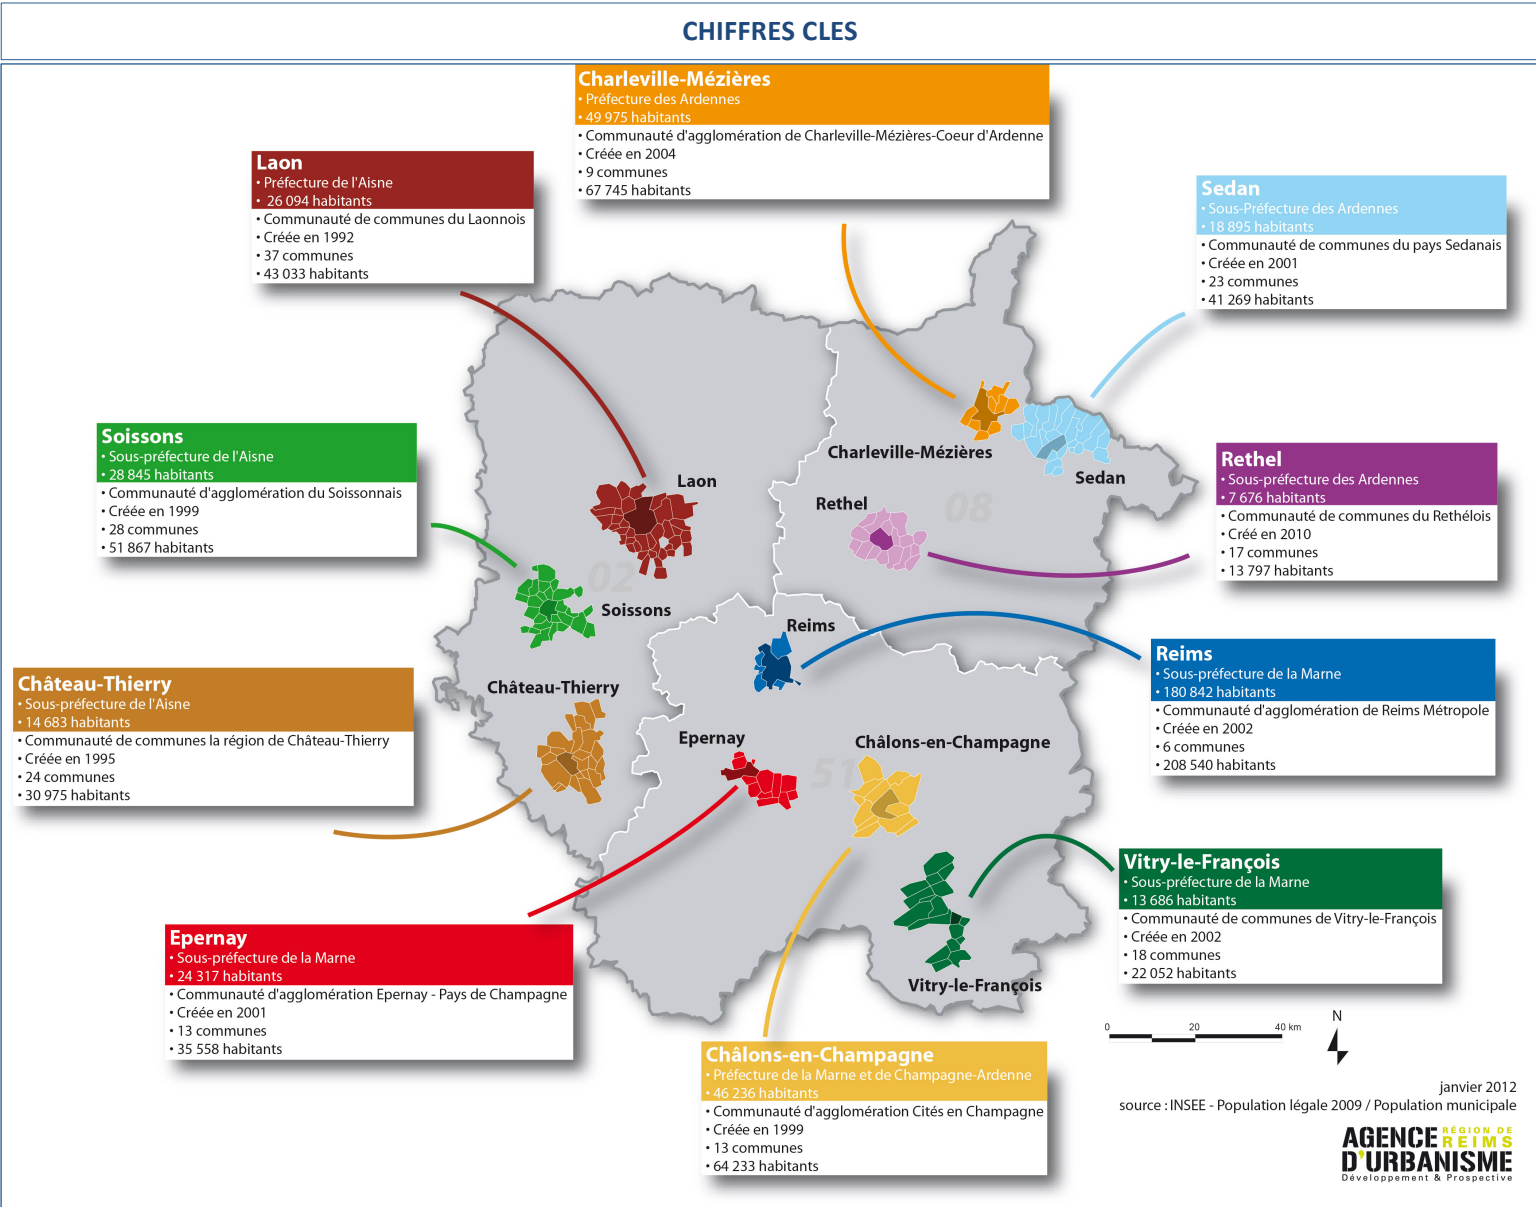 CHIFFRES CLES
Charleville-Mézières
• Préfecture des Ardennes
• 49 975 habitants
• Communauté d'agglomération de Charleville-Mézières-Coeur d'Ardenne
• Créée en 2004
• 9 communes
• 67 745 habitants
Laon
• Préfecture de l'Aisne
• 26 094 habitants
• Communauté de communes du Laonnois
• Créée en 1992
• 37 communes
• 43 033 habitants
Sedan
• Sous-Préfecture des Ardennes
• 18 895 habitants
• Communauté de communes du pays Sedanais
• Créée en 2001
• 23 communes
• 41 269 habitants
Soissons
• Sous-préfecture de l'Aisne
• 28 845 habitants
• Communauté d'agglomération du Soissonnais
• Créée en 1999
• 28 communes
• 51 867 habitants
Rethel
• Sous-préfecture des Ardennes
• 7 676 habitants
• Communauté de communes du Rethélois
• Créé en 2010
• 17 communes
• 13 797 habitants
Charleville-Mézières
Sedan
Laon
Rethel
08
02
Soissons
Reims
Château-Thierry
Epernay
Châlons-en-Champagne
51
Vitry-le-François
Château-Thierry
• Sous-préfecture de l'Aisne
• 14 683 habitants
• Communauté de communes la région de Château-Thierry
• Créée en 1995
• 24 communes
• 30 975 habitants
Reims
• Sous-préfecture de la Marne
• 180 842 habitants
• Communauté d'agglomération de Reims Métropole
• Créée en 2002
• 6 communes
• 208 540 habitants
Vitry-le-François
• Sous-préfecture de la Marne
• 13 686 habitants
• Communauté de communes de Vitry-le-François
• Créée en 2002
• 18 communes
• 22 052 habitants
Epernay
• Sous-préfecture de la Marne
• 24 317 habitants
• Communauté d'agglomération Epernay - Pays de Champagne
• Créée en 2001
• 13 communes
• 35 558 habitants
Châlons-en-Champagne
• Préfecture de la Marne et de Champagne-Ardenne
• 46 236 habitants
• Communauté d'agglomération Cités en Champagne
• Créée en 1999
• 13 communes
• 64 233 habitants
0 20 40 km
N
janvier 2012
source : INSEE - Population légale 2009 / Population municipale
AGENCE RÉGION DE REIMS
D'URBANISME
Développement & Prospective